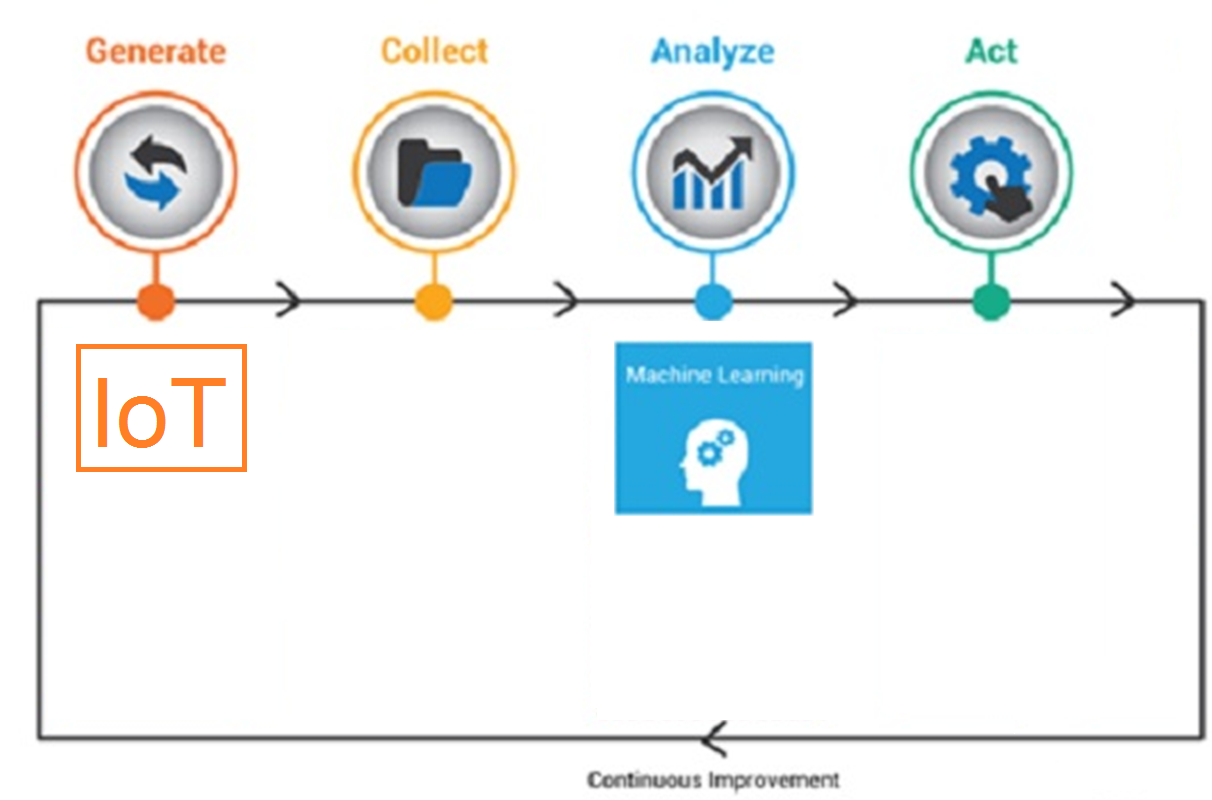 Generate
Collect
Analyze
Act
IoT
Machine Learning
Continuous Improvement